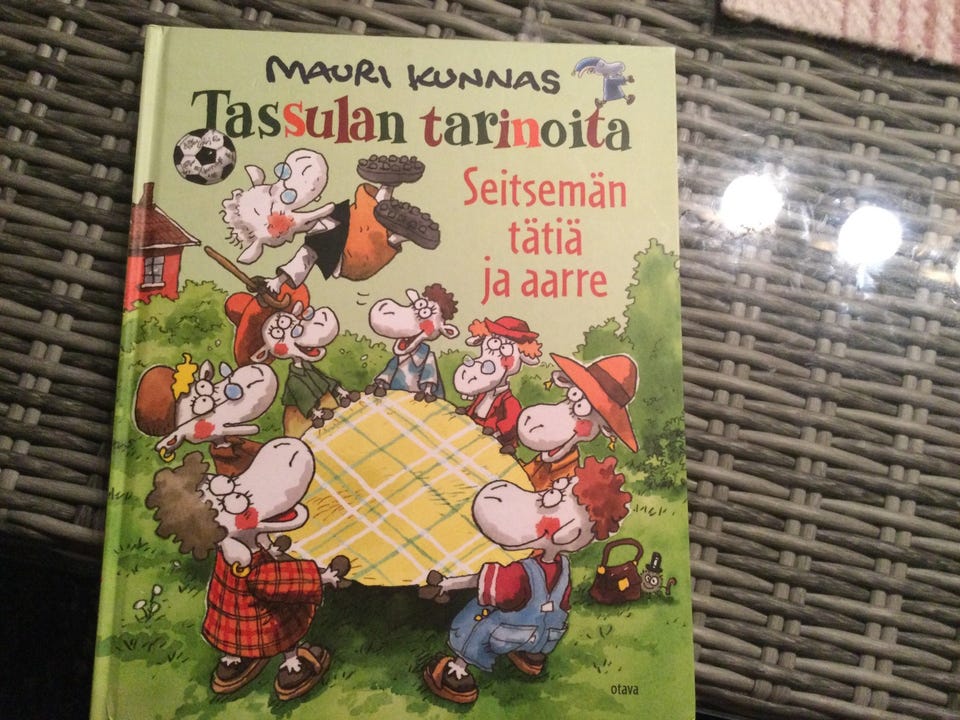 MAURI KUNNAS
Tassulan tarinoita
Seitsemän
tätiä
ja aarre
otava